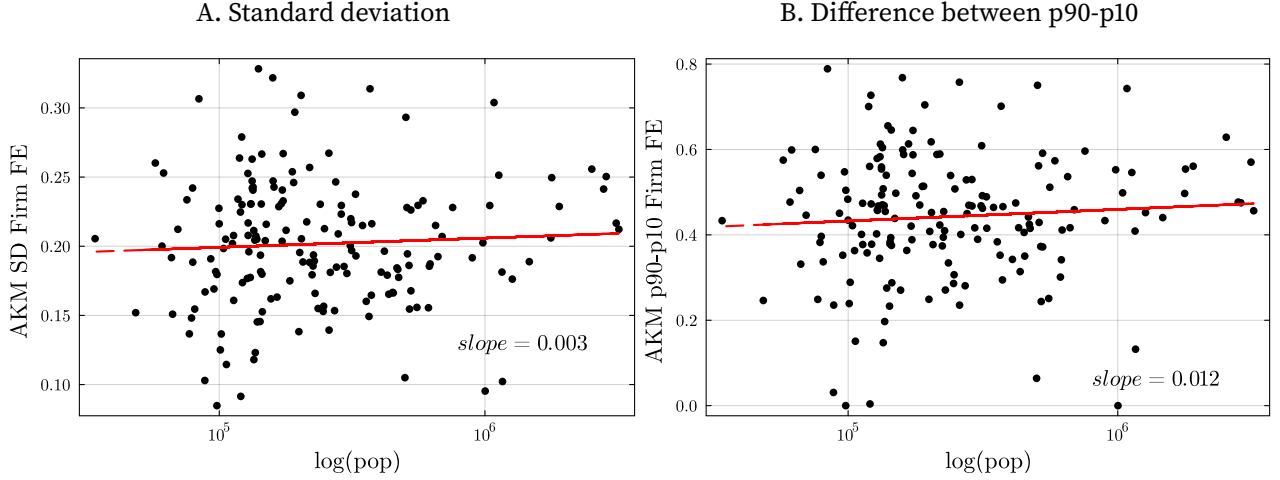 A. Standard deviation
AKM SD Firm FE
0.30
0.25
0.20
0.15
0.10
slope = 0.003
10^5
10^6
log(pop)
B. Difference between p90-p10
AKM p90-p10 Firm FE
0.8
0.6
0.4
0.2
0.0
slope = 0.012
10^5
10^6
log(pop)